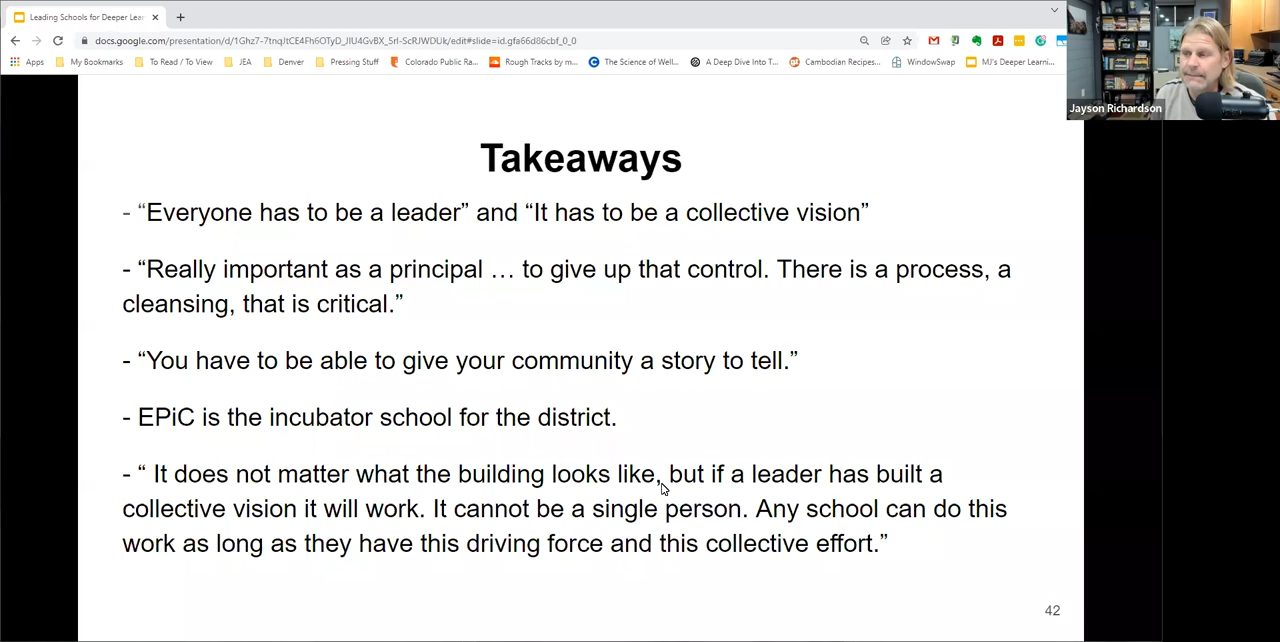 Leading Schools for Deeper Lea
docs.google.com/presentation/d/1Ghz7-7tnqJtCE4Fh6OTyD_JIU4GvBX_5rI-ScRJWDUk/edit#slide=id.gfa66d86cbf_0_0
Apps My Bookmarks To Read / To View JEA Denver Pressing Stuff Colorado Public Ra... Rough Tracks by m... The Science of Well... A Deep Dive Into T... Cambodian Recipes... WindowSwap MJ's Deeper Learni...
Jayson Richardson
Takeaways
- “Everyone has to be a leader” and “It has to be a collective vision”
- “Really important as a principal … to give up that control. There is a process, a
cleansing, that is critical.”
- “You have to be able to give your community a story to tell.”
- EPiC is the incubator school for the district.
- “ It does not matter what the building looks like, but if a leader has built a
collective vision it will work. It cannot be a single person. Any school can do this
work as long as they have this driving force and this collective effort.”
42